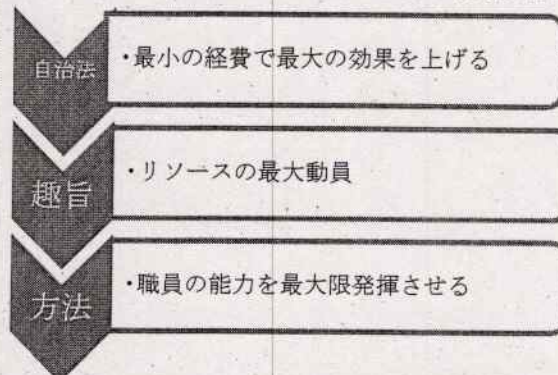 自治法
・最小の経費で最大の効果を上げる
趣旨
・リソースの最大動員
方法
・職員の能力を最大限発揮させる